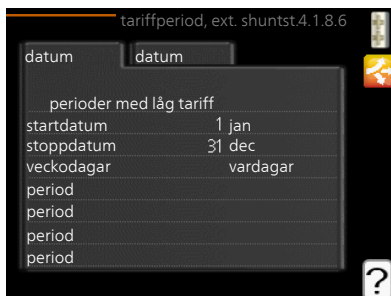 tariffperiod, ext. shuntst.4.1.8.6
datum datum
perioder med låg tariff
startdatum 1 jan
stoppdatum 31 dec
veckodagar vardagar
period
period
period
period
?